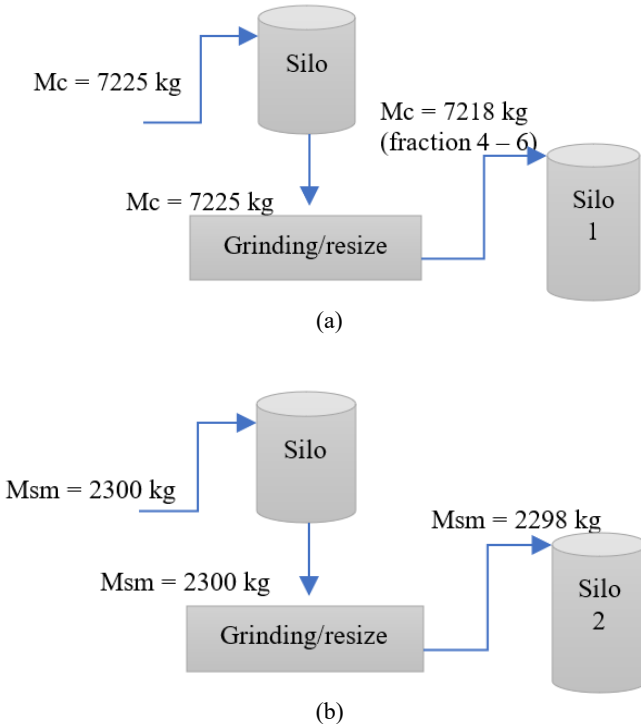 Silo
Mc = 7225 kg
Mc = 7218 kg
(fraction 4 – 6)
Mc = 7225 kg
Silo
1
Grinding/resize
(a)
Silo
Msm = 2300 kg
Msm = 2298 kg
Msm = 2300 kg
Silo
2
Grinding/resize
(b)